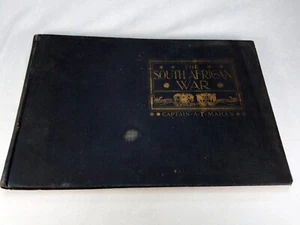 THE
SOUTH AFRICAN
WAR
CAPTAIN A.T. MAHAN